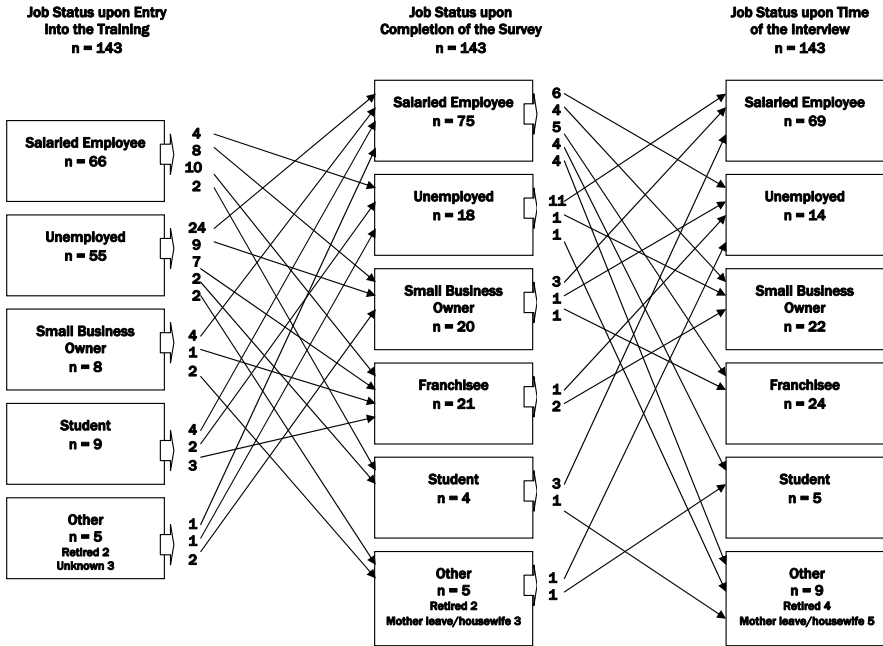 Job Status upon Entry
Into the Training
n = 143
Job Status upon
Completion of the Survey
n = 143
Job Status upon Time
of the Interview
n = 143
Salaried Employee
n = 66
4
8
10
2
Unemployed
n = 55
24
9
7
2
2
Small Business
Owner
n = 8
4
1
2
Student
n = 9
4
2
3
Other
n = 5
Retired 2
Unknown 3
1
1
2
Salaried Employee
n = 75
6
4
5
4
4
Unemployed
n = 18
11
1
1
Small Business
Owner
n = 20
3
1
1
Franchisee
n = 21
1
2
Student
n = 4
3
1
Other
n = 5
Retired 2
Mother leave/housewife 3
1
1
Salaried Employee
n = 69
Unemployed
n = 14
Small Business
Owner
n = 22
Franchisee
n = 24
Student
n = 5
Other
n = 9
Retired 4
Mother leave/housewife 5